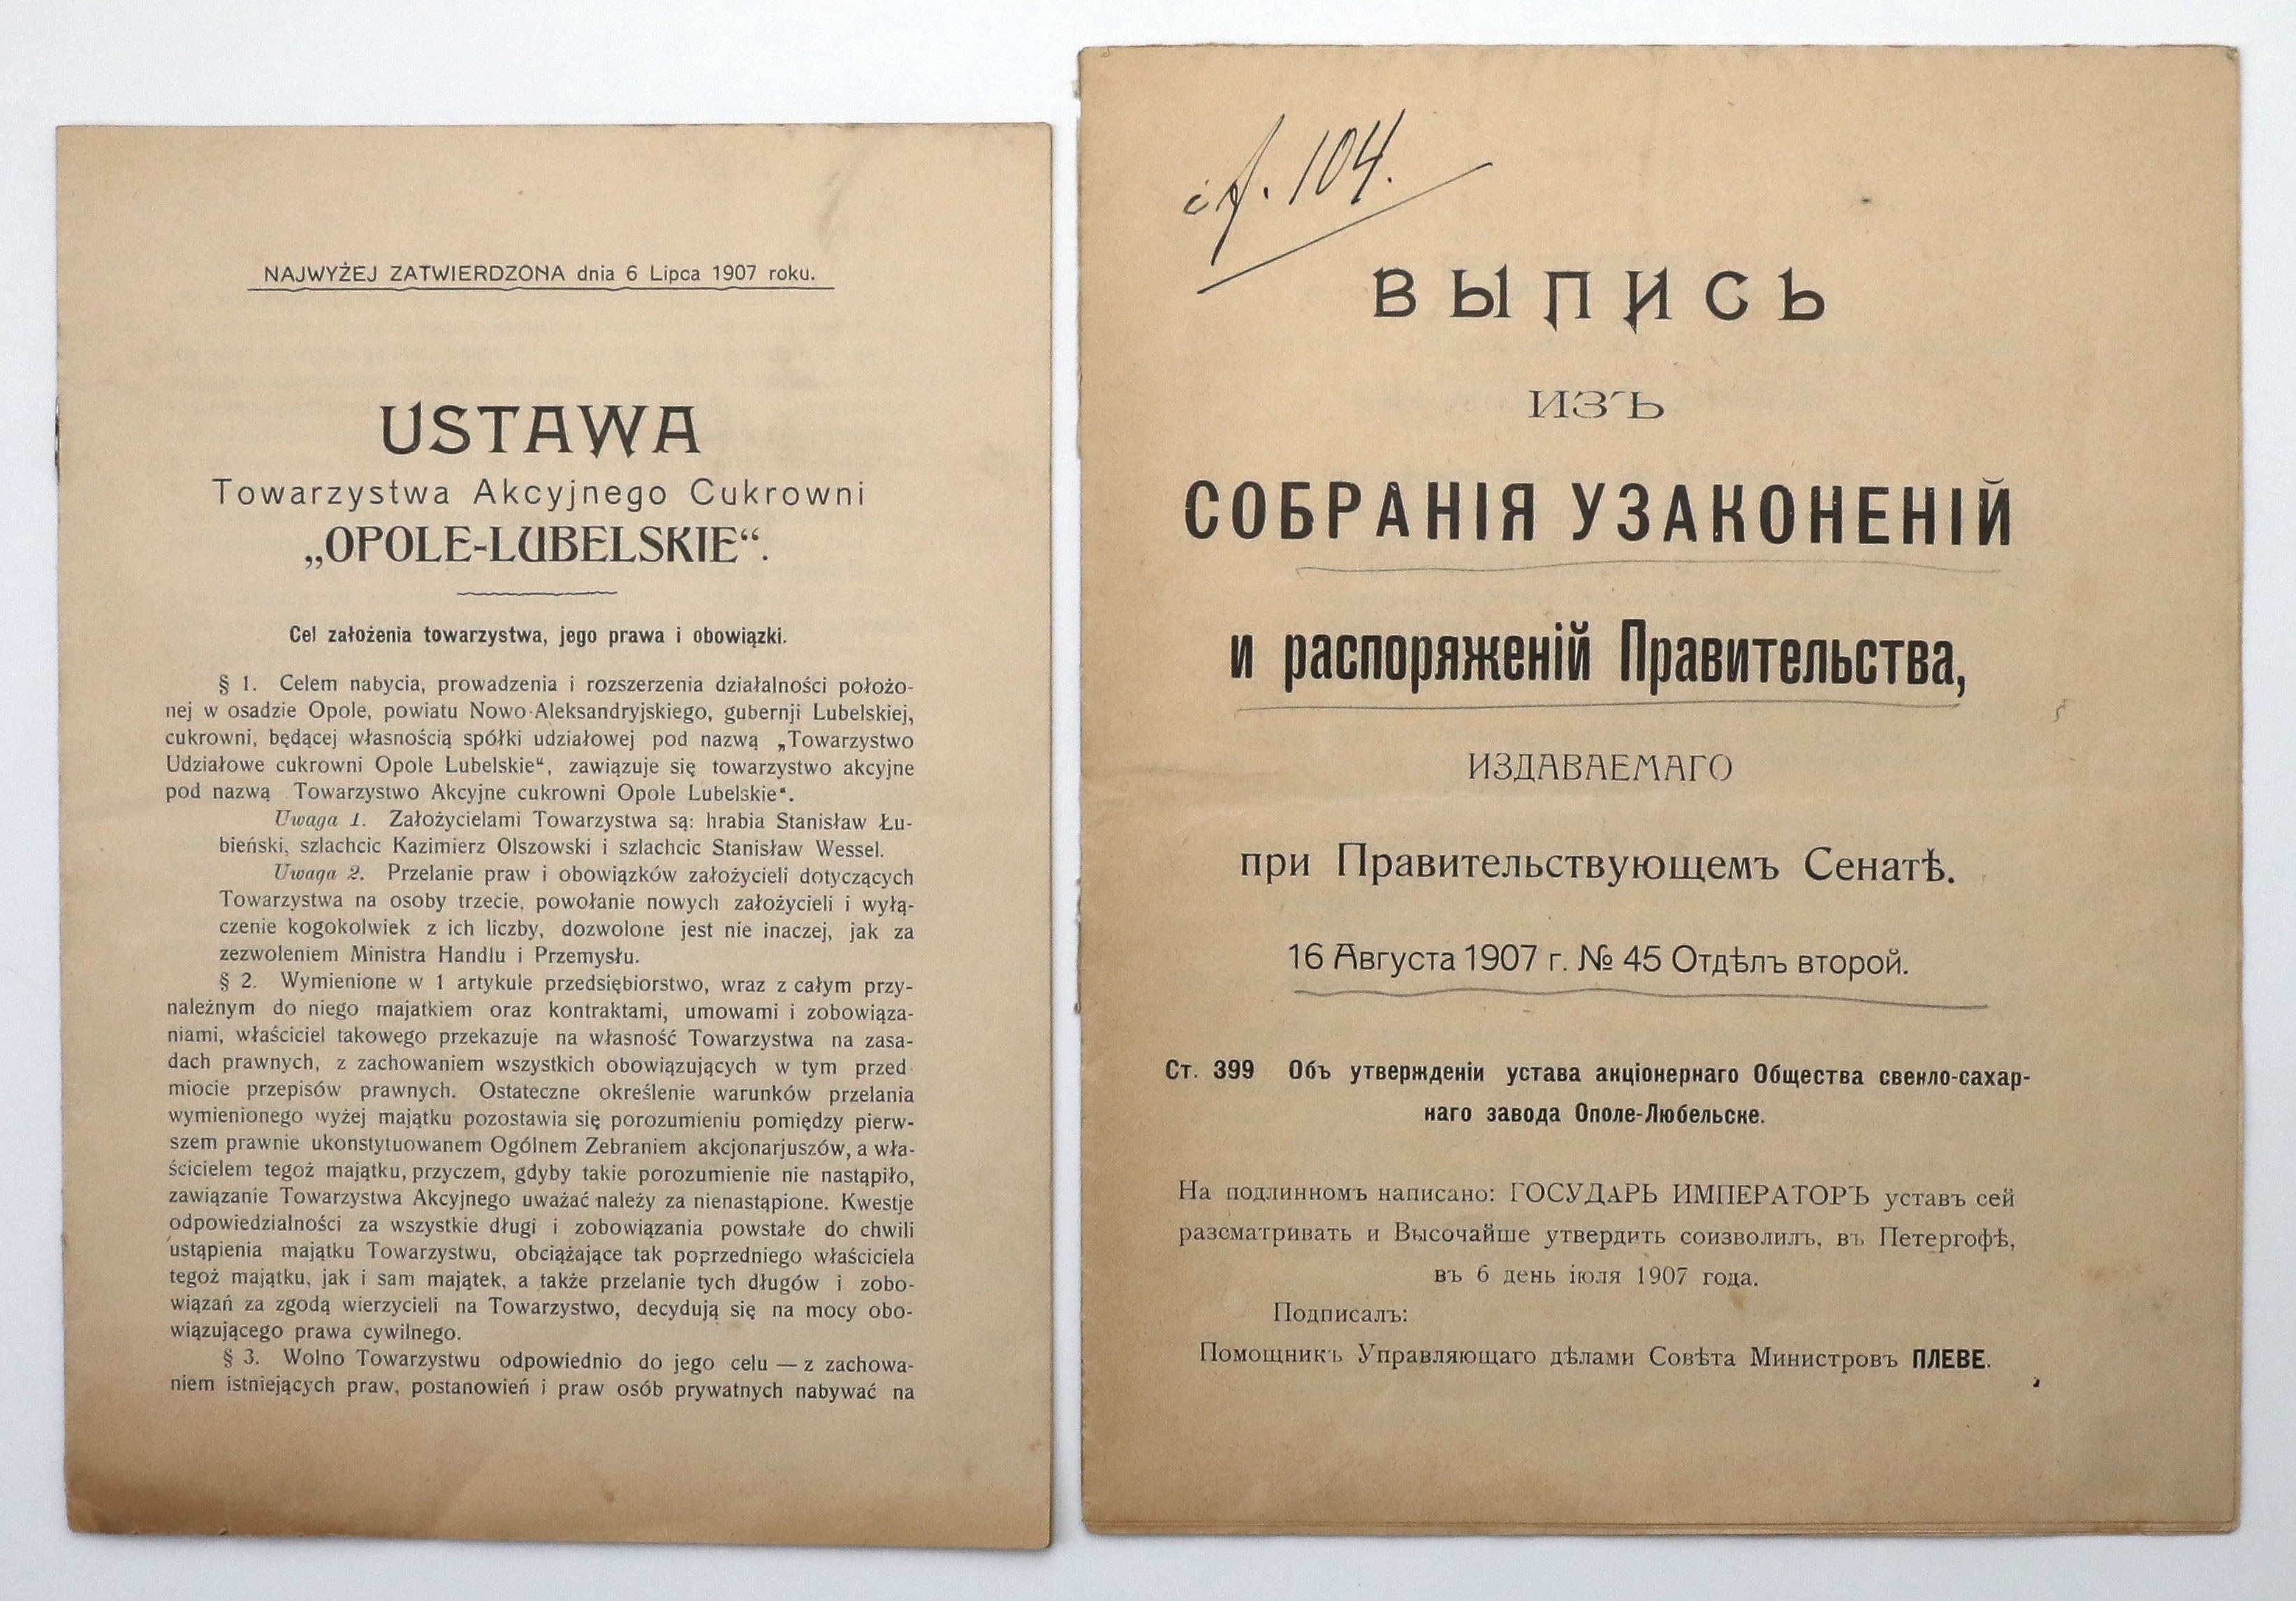 NAJWYŻEJ ZATWIERDZONA dnia 6 Lipca 1907 roku.
USTAWA
Towarzystwa Akcyjnego Cukrowni
„OPOLE-LUBELSKIE“.
Cel założenia towarzystwa, jego prawa i obowiązki.
§ 1. Celem nabycia, prowadzenia i rozszerzenia działalności położo-
nej w osadzie Opole, powiatu Nowo-Aleksandryjskiego, gubernji Lubelskiej,
cukrowni, będącej własnością spółki udziałowej pod nazwą „Towarzystwo
Udziałowe cukrowni Opole Lubelskie“, zawiązuje się towarzystwo akcyjne
pod nazwą Towarzystwo Akcyjne cukrowni Opole Lubelskie“.
Uwaga 1. Założycielami Towarzystwa są: hrabia Stanisław Łu-
bieński, szlachcic Kazimierz Olszowski i szlachcic Stanisław Wessel.
Uwaga 2. Przelanie praw i obowiązków założycieli dotyczących
Towarzystwa na osoby trzecie, powołanie nowych założycieli i wyłą-
czenie kogokolwiek z ich liczby, dozwolone jest nie inaczej, jak za
zezwoleniem Ministra Handlu i Przemysłu.
§ 2. Wymienione w 1 artykule przedsiębiorstwo, wraz z całym przy-
należnym do niego majatkiem oraz kontraktami, umowami i zobowiąza-
niami, właściciel takowego przekazuje na własność Towarzystwa na zasa-
dach prawnych, z zachowaniem wszystkich obowiązujących w tym przed-
miocie przepisów prawnych. Ostateczne określenie warunków przelania
wymienionego wyżej majątku pozostawia się porozumieniu pomiędzy pierw-
szem prawnie ukonstytuowanem Ogólnem Zebraniem akcjonarjuszów, a wła-
ścicielem tegoż majątku, przyczem, gdyby takie porozumienie nie nastąpiło,
zawiązanie Towarzystwa Akcyjnego uważać należy za nienastąpione. Kwestje
odpowiedzialności za wszystkie długi i zobowiązania powstałe do chwili
ustąpienia majątku Towarzystwu, obciążające tak poprzedniego właściciela
tegoż majątku, jak i sam majątek, a także przelanie tych długów i zobo-
wiązań za zgodą wierzycieli na Towarzystwo, decydują się na mocy obo-
wiązującego prawa cywilnego.
§ 3. Wolno Towarzystwu odpowiednio do jego celu — z zachowa-
niem istniejących praw, postanowień i praw osób prywatnych nabywać na
104.
ВЫПИСЬ
ИЗЪ
СОБРАНІЯ УЗАКОНЕНІЙ
и распоряженій Правительства,
ИЗДАВАЕМАГО
при Правительствующемъ Сенатѣ.
16 Августа 1907 г. № 45 Отдѣлъ второй.
Ст. 399 Объ утвержденіи устава акціонернаго Общества свекло-сахар-
наго завода Ополе-Любельске.
На подлинномъ написано: ГОСУДАРЬ ИМПЕРАТОРЪ уставъ сей
разсматривать и Высочайше утвердить соизволилъ, въ Петергофѣ,
въ 6 день іюля 1907 года.
Подписалъ:
Помощникъ Управляющаго дѣлами Совѣта Министровъ ПЛЕВЕ.